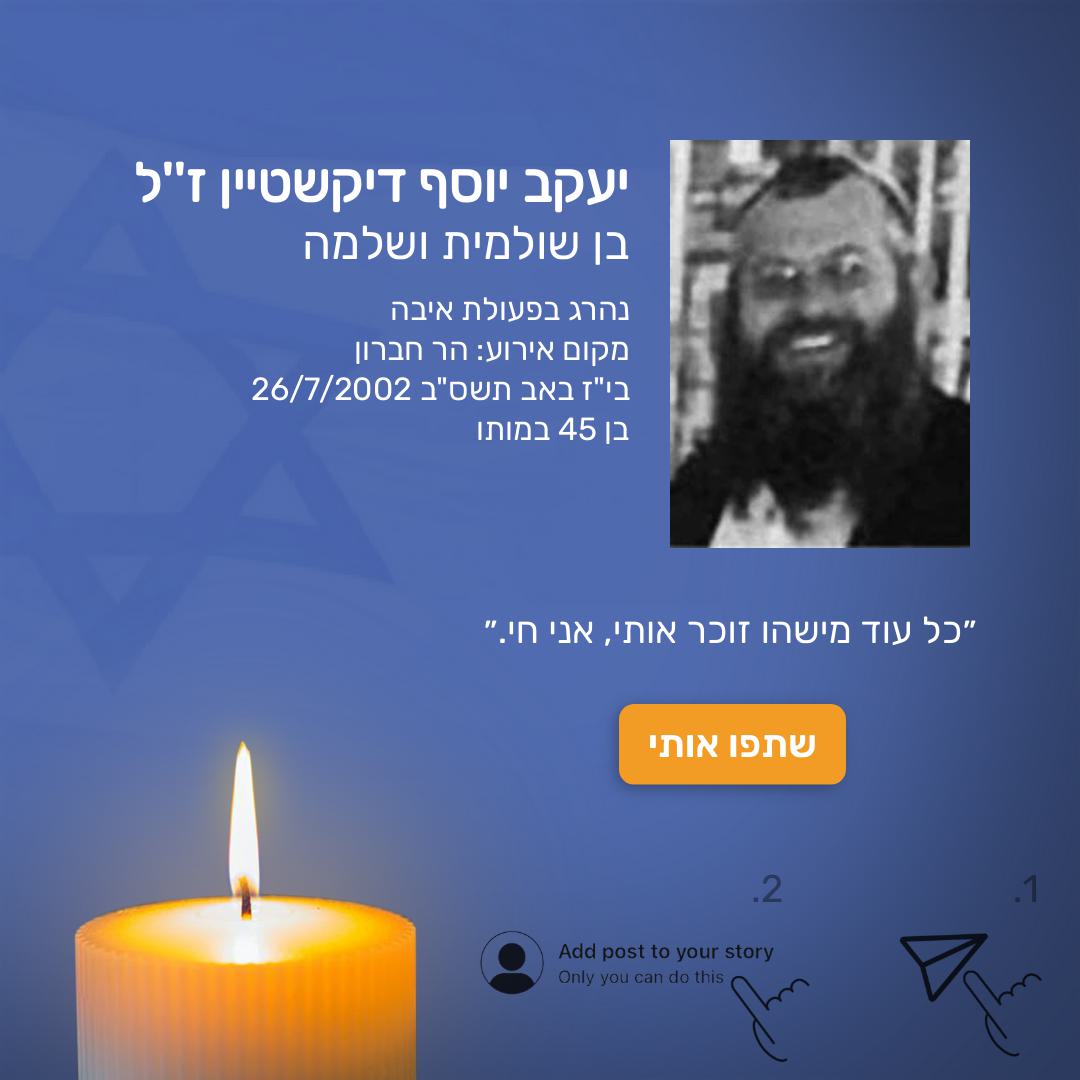 יעקב יוסף דיקשטיין ז"ל
בן שולמית ושלמה
נהרג בפעולת איבה
מקום אירוע: הר חברון
בי"ז באב תשס"ב 26/7/2002
בן 45 במותו
״כל עוד מישהו זוכר אותי, אני חי.״
שתפו אותי
.1
.2
Add post to your story
Only you can do this